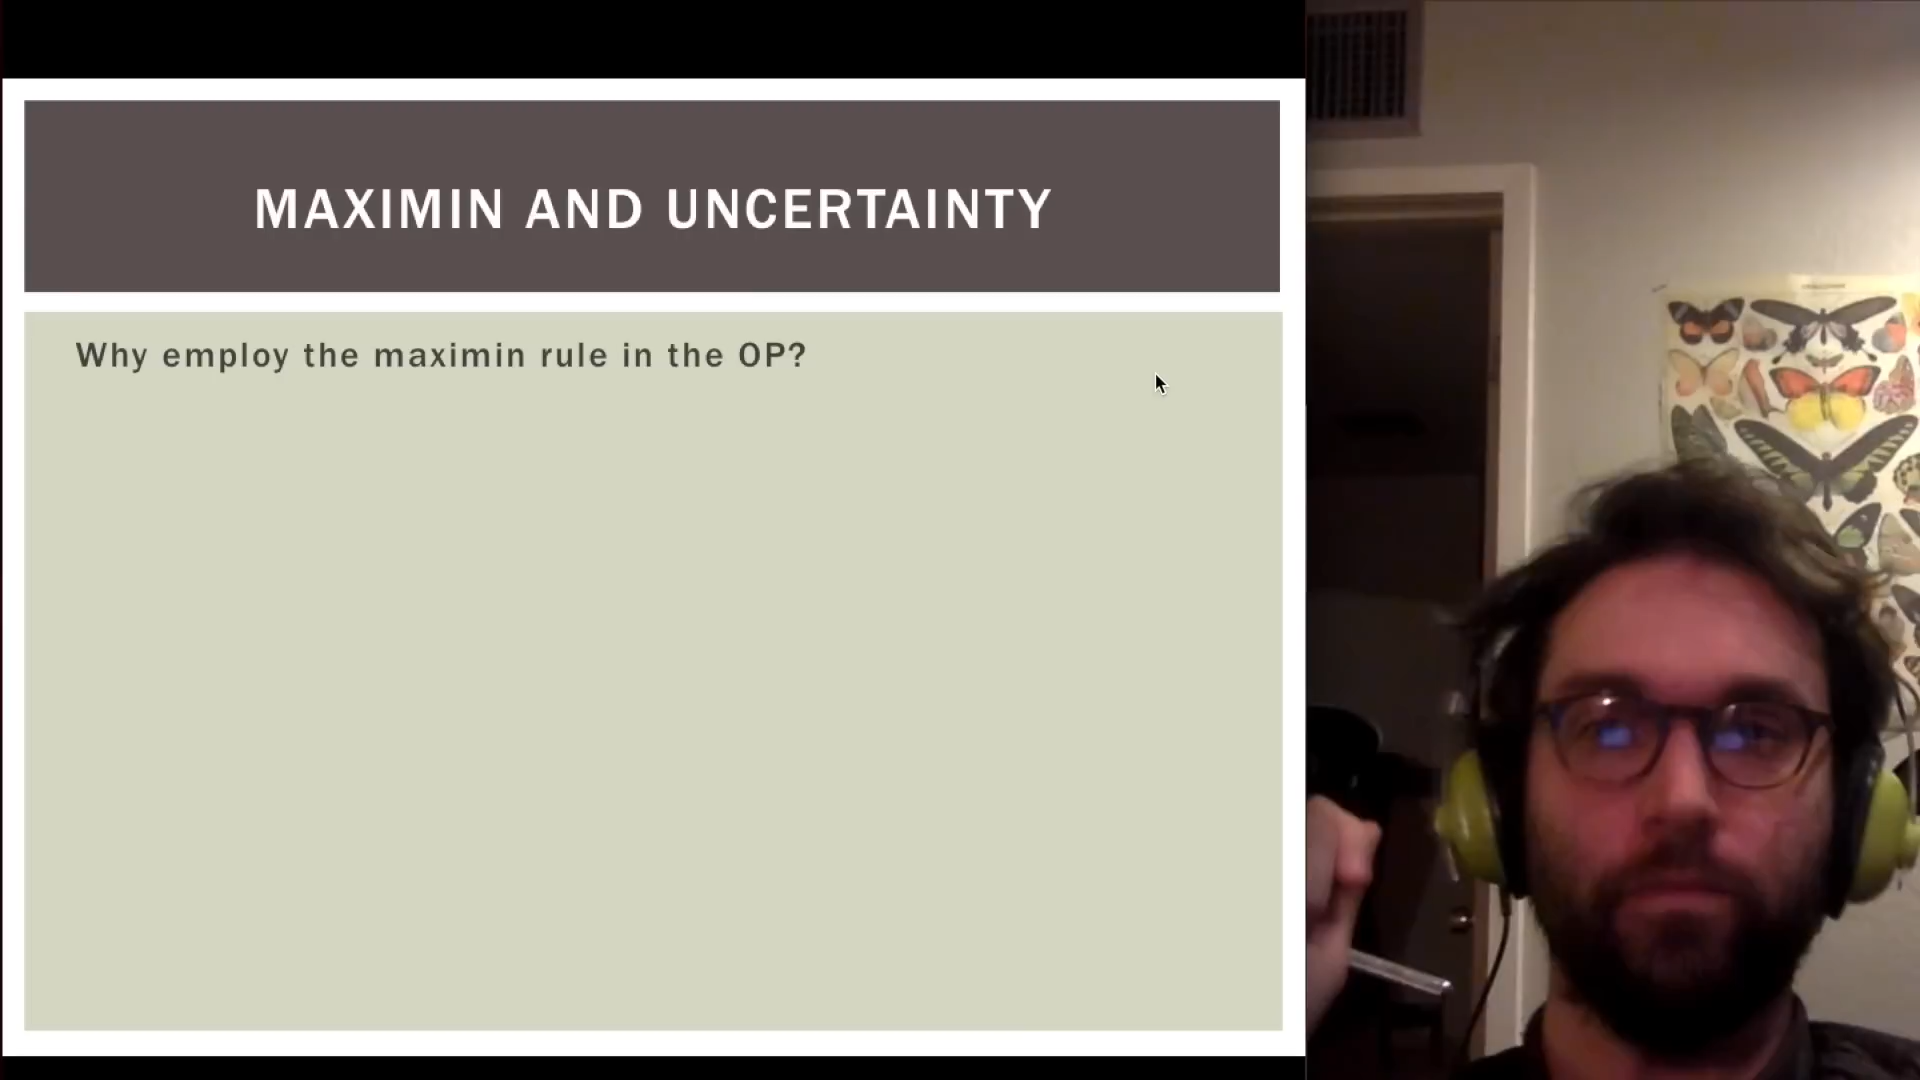 MAXIMIN AND UNCERTAINTY
Why employ the maximin rule in the OP?